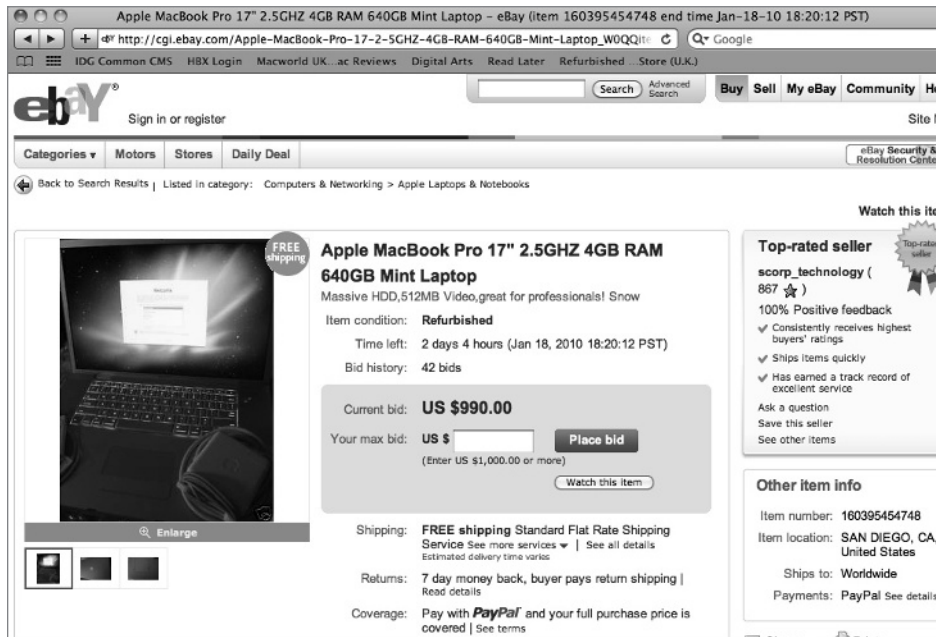 Apple MacBook Pro 17" 2.5GHZ 4GB RAM 640GB Mint Laptop – eBay (item 160395454748 end time Jan-18-10 18:20:12 PST)
http://cgi.ebay.com/Apple-MacBook-Pro-17-2-5GHZ-4GB-RAM-640GB-Mint-Laptop_W0QQite
Google
IDG Common CMS HBX Login Macworld UK...ac Reviews Digital Arts Read Later Refurbished ...Store (U.K.)
ebay®
Sign in or register
Search
Advanced
Search
Buy Sell My eBay Community He
Site M
Categories ▾ Motors Stores Daily Deal
eBay Security &
Resolution Cente
Back to Search Results | Listed in category: Computers & Networking > Apple Laptops & Notebooks
Watch this ite
FREE
shipping
Enlarge
Apple MacBook Pro 17" 2.5GHZ 4GB RAM
640GB Mint Laptop
Massive HDD,512MB Video,great for professionals! Snow
Item condition: Refurbished
Time left: 2 days 4 hours (Jan 18, 2010 18:20:12 PST)
Bid history: 42 bids
Current bid: US $990.00
Your max bid: US $
Place bid
(Enter US $1,000.00 or more)
Watch this item
Shipping: FREE shipping Standard Flat Rate Shipping
Service See more services ▾ | See all details
Estimated delivery time varies
Returns: 7 day money back, buyer pays return shipping |
Read details
Coverage: Pay with PayPal and your full purchase price is
covered | See terms
Top-rated seller
Top-rated
seller
scorp_technology (
867 ☆ )
100% Positive feedback
Consistently receives highest
buyers' ratings
Ships items quickly
Has earned a track record of
excellent service
Ask a question
Save this seller
See other items
Other item info
Item number: 160395454748
Item location: SAN DIEGO, CA,
United States
Ships to: Worldwide
Payments: PayPal See details